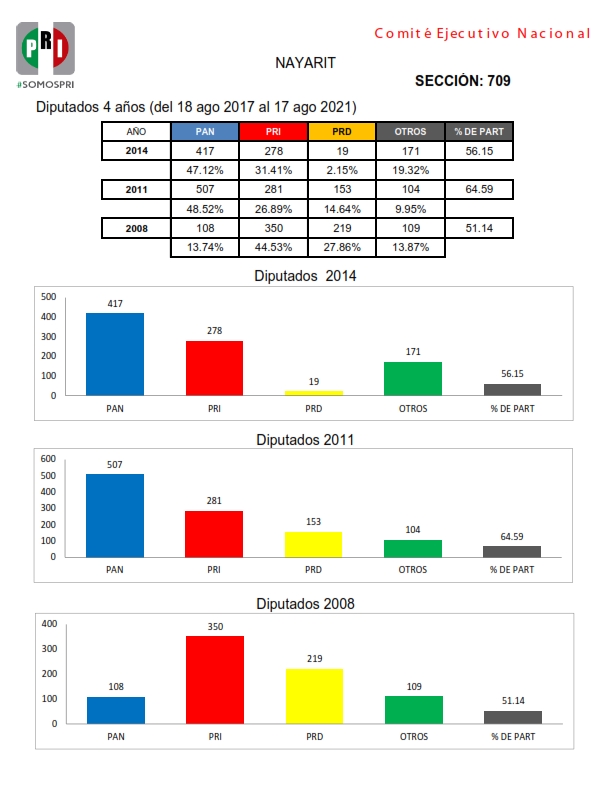 Comité Ejecutivo Nacional
PRI
#SOMOSPRI
NAYARIT
SECCIÓN: 709
Diputados 4 años (del 18 ago 2017 al 17 ago 2021)
AÑO PAN PRI PRD OTROS % DE PART
2014 417 278 19 171 56.15
47.12% 31.41% 2.15% 19.32%
2011 507 281 153 104 64.59
48.52% 26.89% 14.64% 9.95%
2008 108 350 219 109 51.14
13.74% 44.53% 27.86% 13.87%
Diputados 2014
500
400
300
200
100
0
417
278
19
171
56.15
PAN PRI PRD OTROS % DE PART
Diputados 2011
600
500
400
300
200
100
0
507
281
153
104
64.59
PAN PRI PRD OTROS % DE PART
Diputados 2008
400
300
200
100
0
108
350
219
109
51.14
PAN PRI PRD OTROS % DE PART